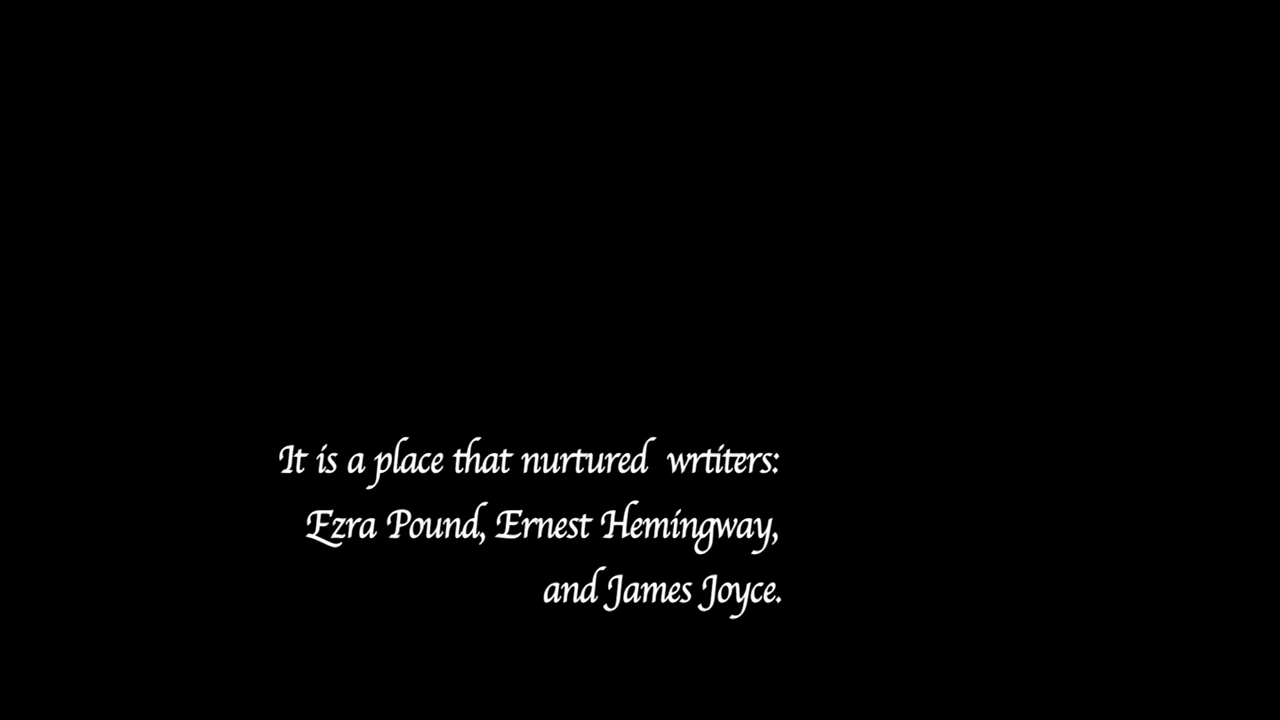 It is a place that nurtured  wrtiters:
Ezra Pound, Ernest Hemingway,
and James Joyce.